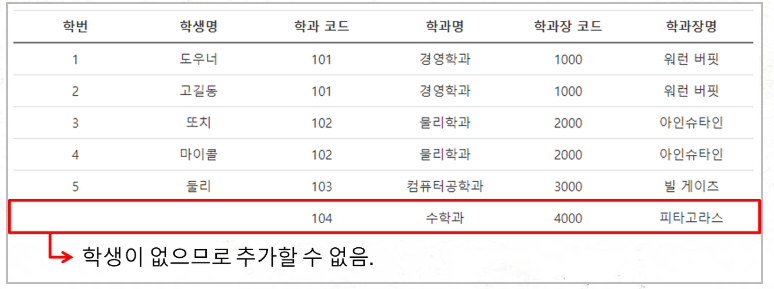 학번 학생명 학과 코드 학과명 학과장 코드 학과장명
1 도우너 101 경영학과 1000 워런 버핏
2 고길동 101 경영학과 1000 워런 버핏
3 또치 102 물리학과 2000 아인슈타인
4 마이콜 102 물리학과 2000 아인슈타인
5 둘리 103 컴퓨터공학과 3000 빌 게이츠
104 수학과 4000 피타고라스
학생이 없으므로 추가할 수 없음.